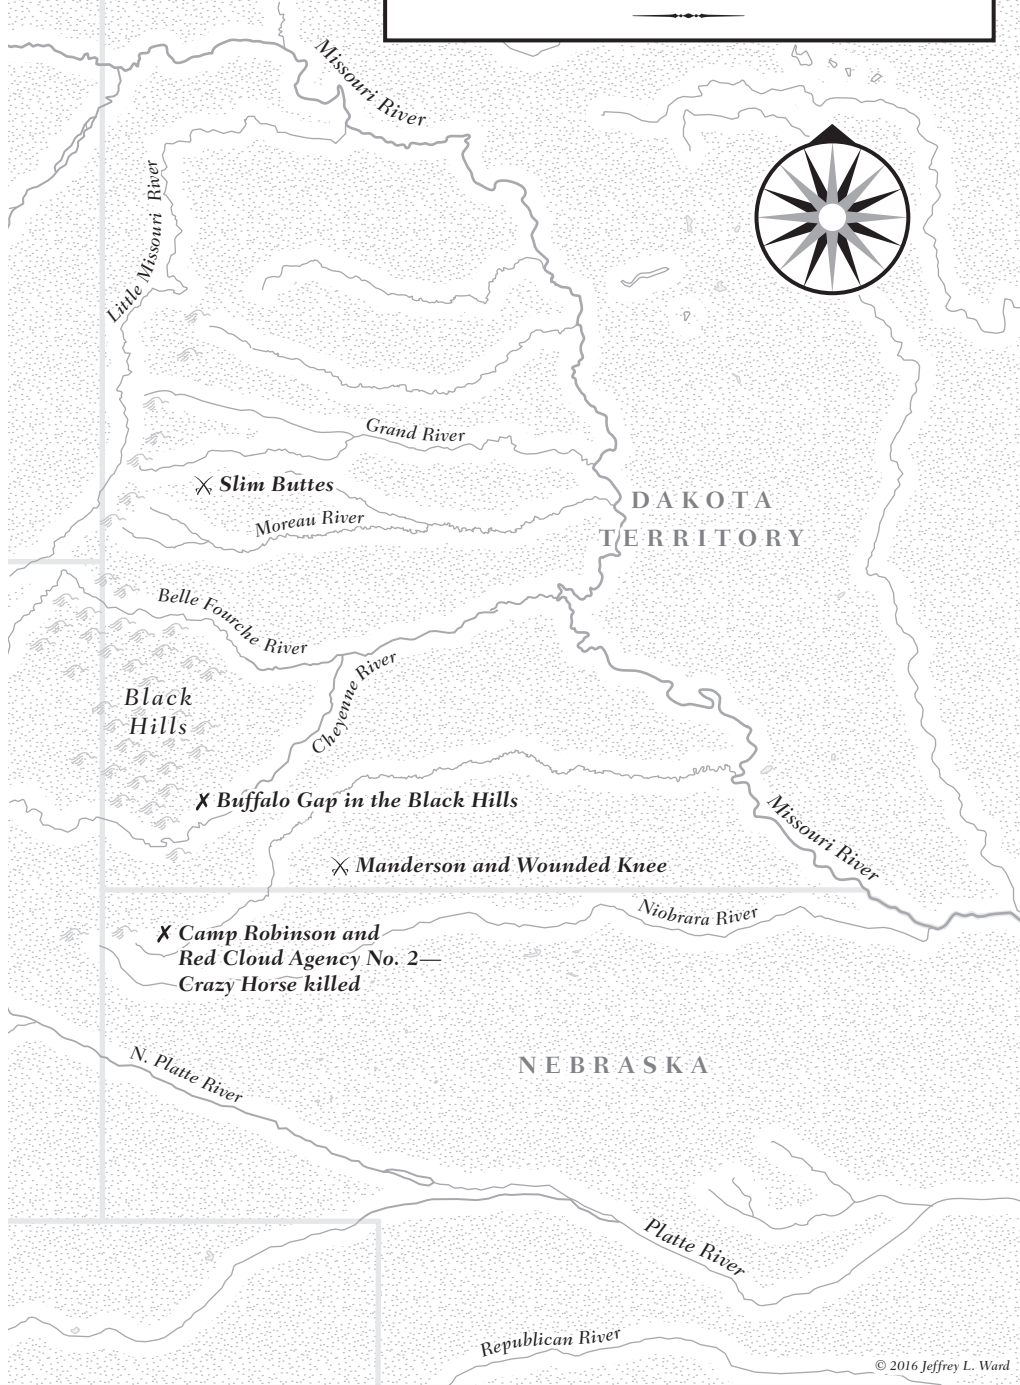 Missouri River
Little Missouri River
Grand River
Slim Buttes
Moreau River
DAKOTA
TERRITORY
Belle Fourche River
Cheyenne River
Black
Hills
Buffalo Gap in the Black Hills
Missouri River
Manderson and Wounded Knee
Niobrara River
Camp Robinson and
Red Cloud Agency No. 2—
Crazy Horse killed
N. Platte River
NEBRASKA
Platte River
Republican River
© 2016 Jeffrey L. Ward